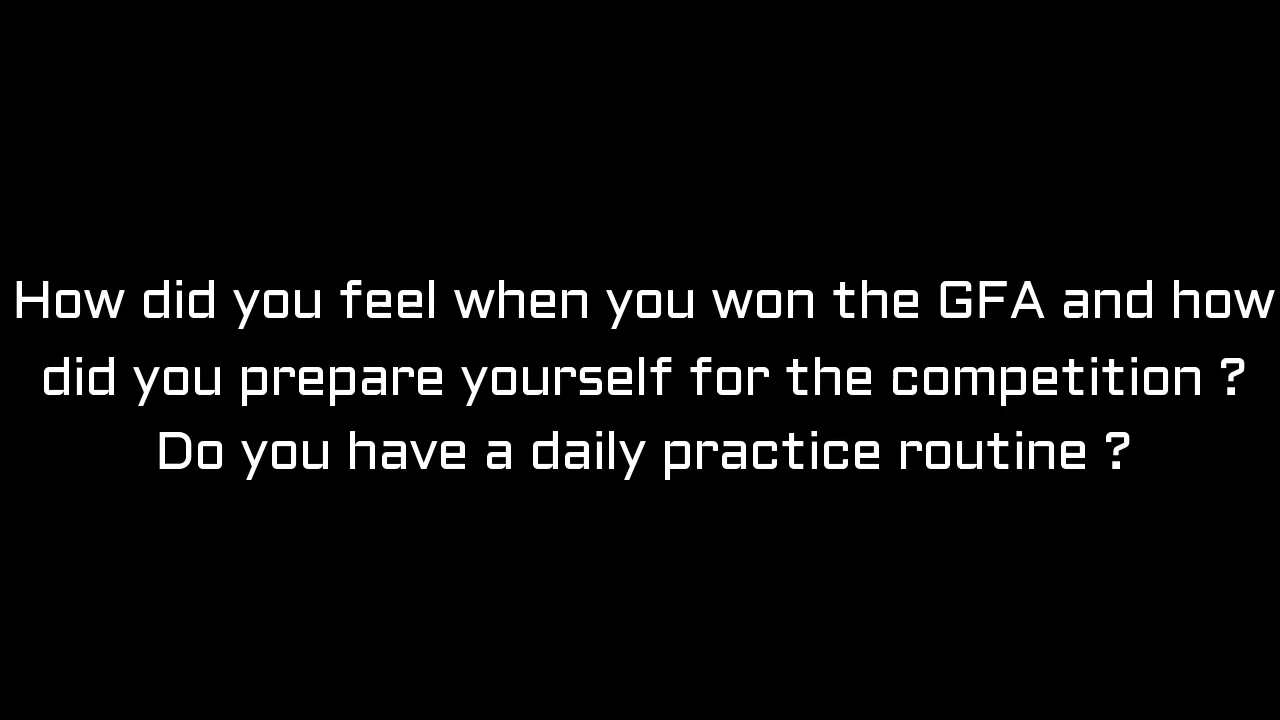 How did you feel when you won the GFA and how
did you prepare yourself for the competition ?
Do you have a daily practice routine ?